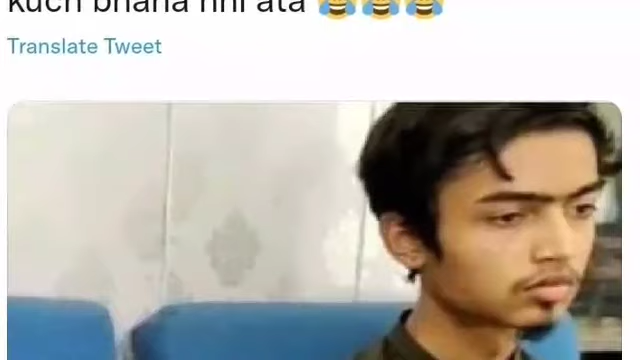 kuch bhana nhi ata 😂😂😂
Translate Tweet